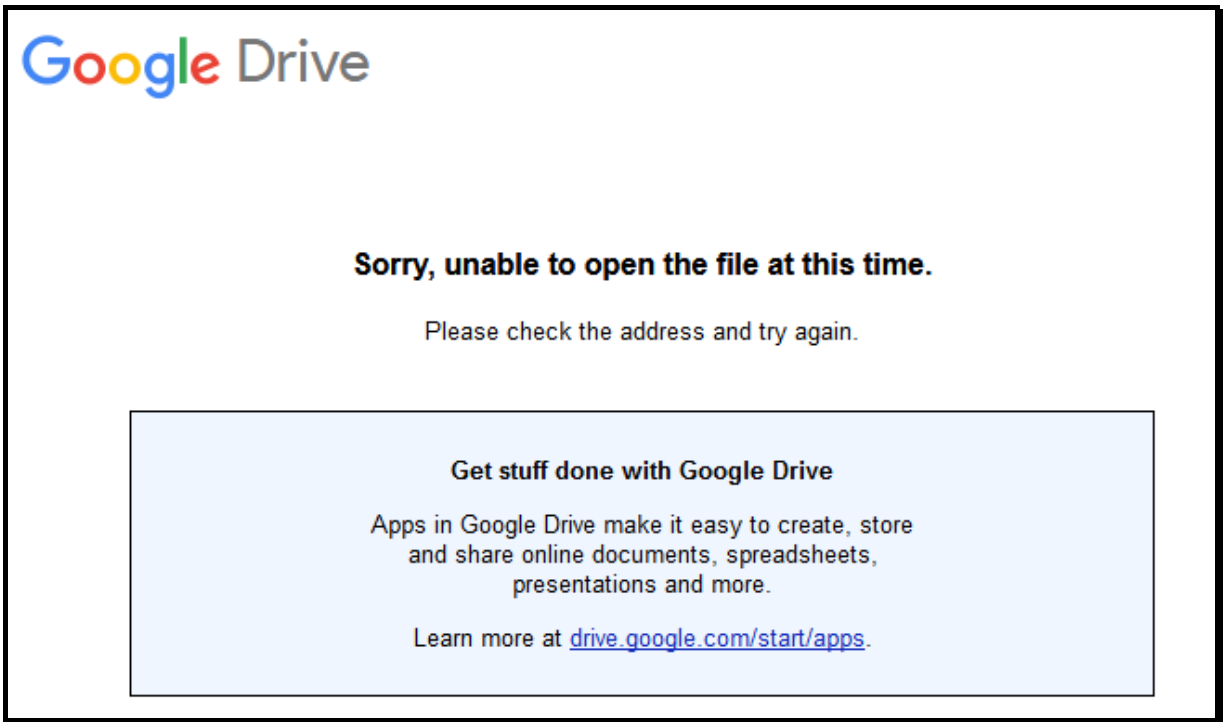 Google Drive
Sorry, unable to open the file at this time.
Please check the address and try again.
Get stuff done with Google Drive
Apps in Google Drive make it easy to create, store
and share online documents, spreadsheets,
presentations and more.
Learn more at drive.google.com/start/apps.